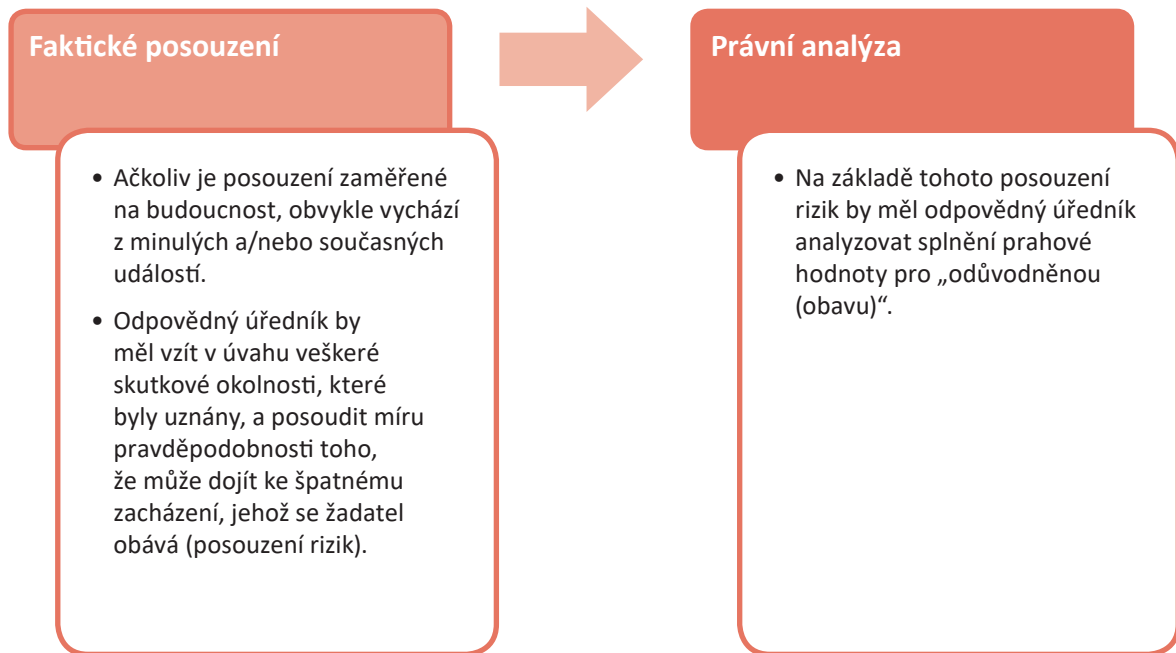 Faktické posouzení
• Ačkoliv je posouzení zaměřené
na budoucnost, obvykle vychází
z minulých a/nebo současných
událostí.
• Odpovědný úředník by
měl vzít v úvahu veškeré
skutkové okolnosti, které
byly uznány, a posoudit míru
pravděpodobnosti toho,
že může dojít ke špatnému
zacházení, jehož se žadatel
obává (posouzení rizik).
Právní analýza
• Na základě tohoto posouzení
rizik by měl odpovědný úředník
analyzovat splnění prahové
hodnoty pro „odůvodněnou
(obavu)“.